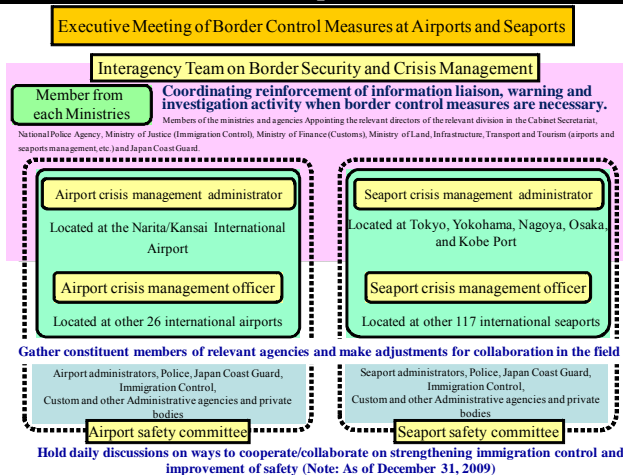 Executive Meeting of Border Control Measures at Airports and Seaports
Interagency Team on Border Security and Crisis Management
Member from
each Ministries
Coordinating reinforcement of information liaison, warning and
investigation activity when border control measures are necessary.
Members of the ministries and agencies Appointing the relevant directors of the relevant division in the Cabinet Secretariat,
National Police Agency, Ministry of Justice (Immigration Control), Ministry of Finance (Customs), Ministry of Land, Infrastructure, Transport and Tourism (airports and
seaports management, etc.) and Japan Coast Guard.
Airport crisis management administrator
Located at the Narita/Kansai International
Airport
Airport crisis management officer
Located at other 26 international airports
Seaport crisis management administrator
Located at Tokyo, Yokohama, Nagoya, Osaka,
and Kobe Port
Seaport crisis management officer
Located at other 117 international seaports
Gather constituent members of relevant agencies and make adjustments for collaboration in the field
Airport administrators, Police, Japan Coast Guard,
Immigration Control,
Custom and other Administrative agencies and private
bodies
Airport safety committee
Seaport administrators, Police, Japan Coast Guard,
Immigration Control,
Custom and other Administrative agencies and private
bodies
Seaport safety committee
Hold daily discussions on ways to cooperate/collaborate on strengthening immigration control and
improvement of safety (Note: As of December 31, 2009)